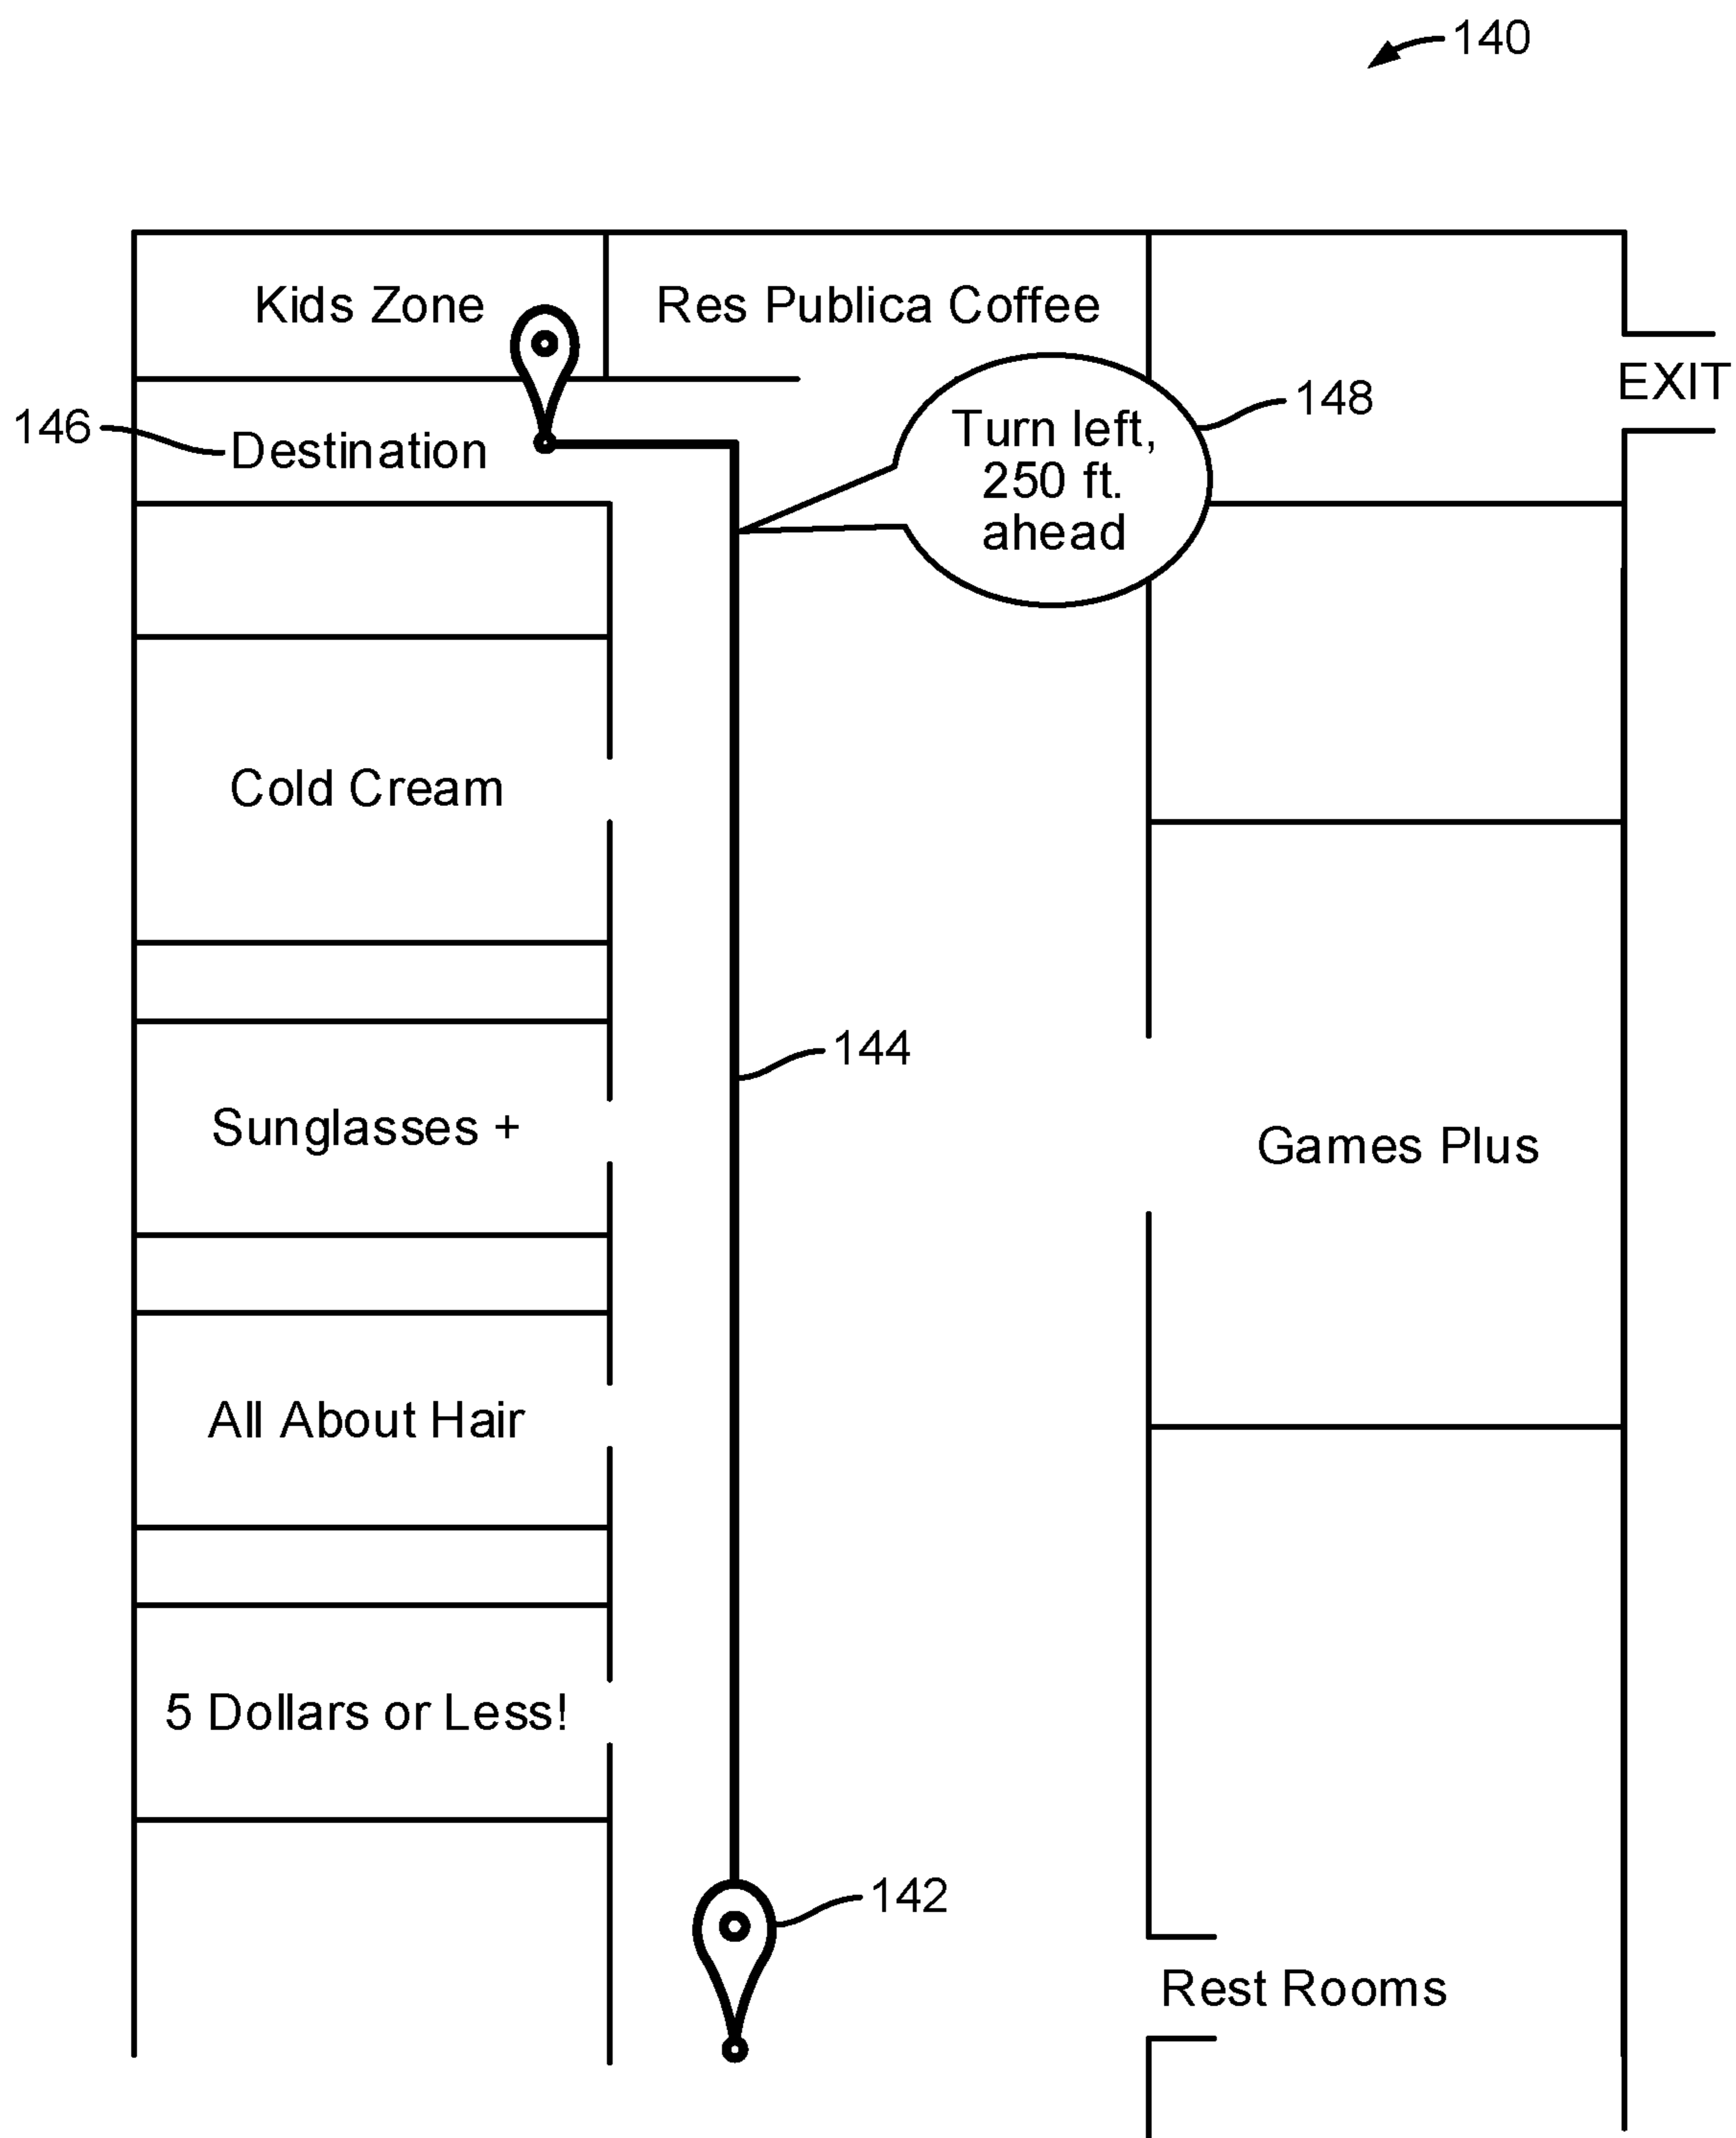 140
Kids Zone
Res Publica Coffee
EXIT
146
Destination
Turn left,
250 ft.
ahead
148
Cold Cream
144
Sunglasses +
Games Plus
All About Hair
5 Dollars or Less!
142
Rest Rooms